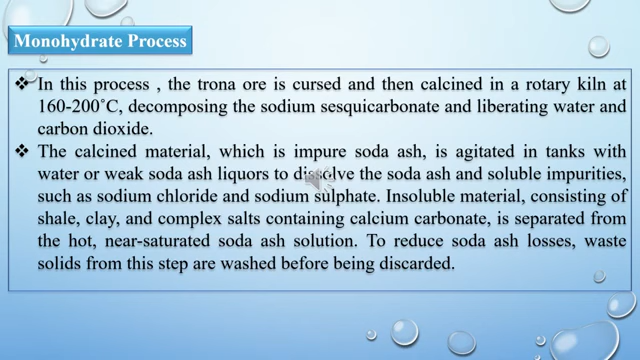 Monohydrate Process
❖ In this process , the trona ore is cursed and then calcined in a rotary kiln at
160-200˚C, decomposing the sodium sesquicarbonate and liberating water and
carbon dioxide.
❖ The calcined material, which is impure soda ash, is agitated in tanks with
water or weak soda ash liquors to dissolve the soda ash and soluble impurities,
such as sodium chloride and sodium sulphate. Insoluble material, consisting of
shale, clay, and complex salts containing calcium carbonate, is separated from
the hot, near-saturated soda ash solution. To reduce soda ash losses, waste
solids from this step are washed before being discarded.